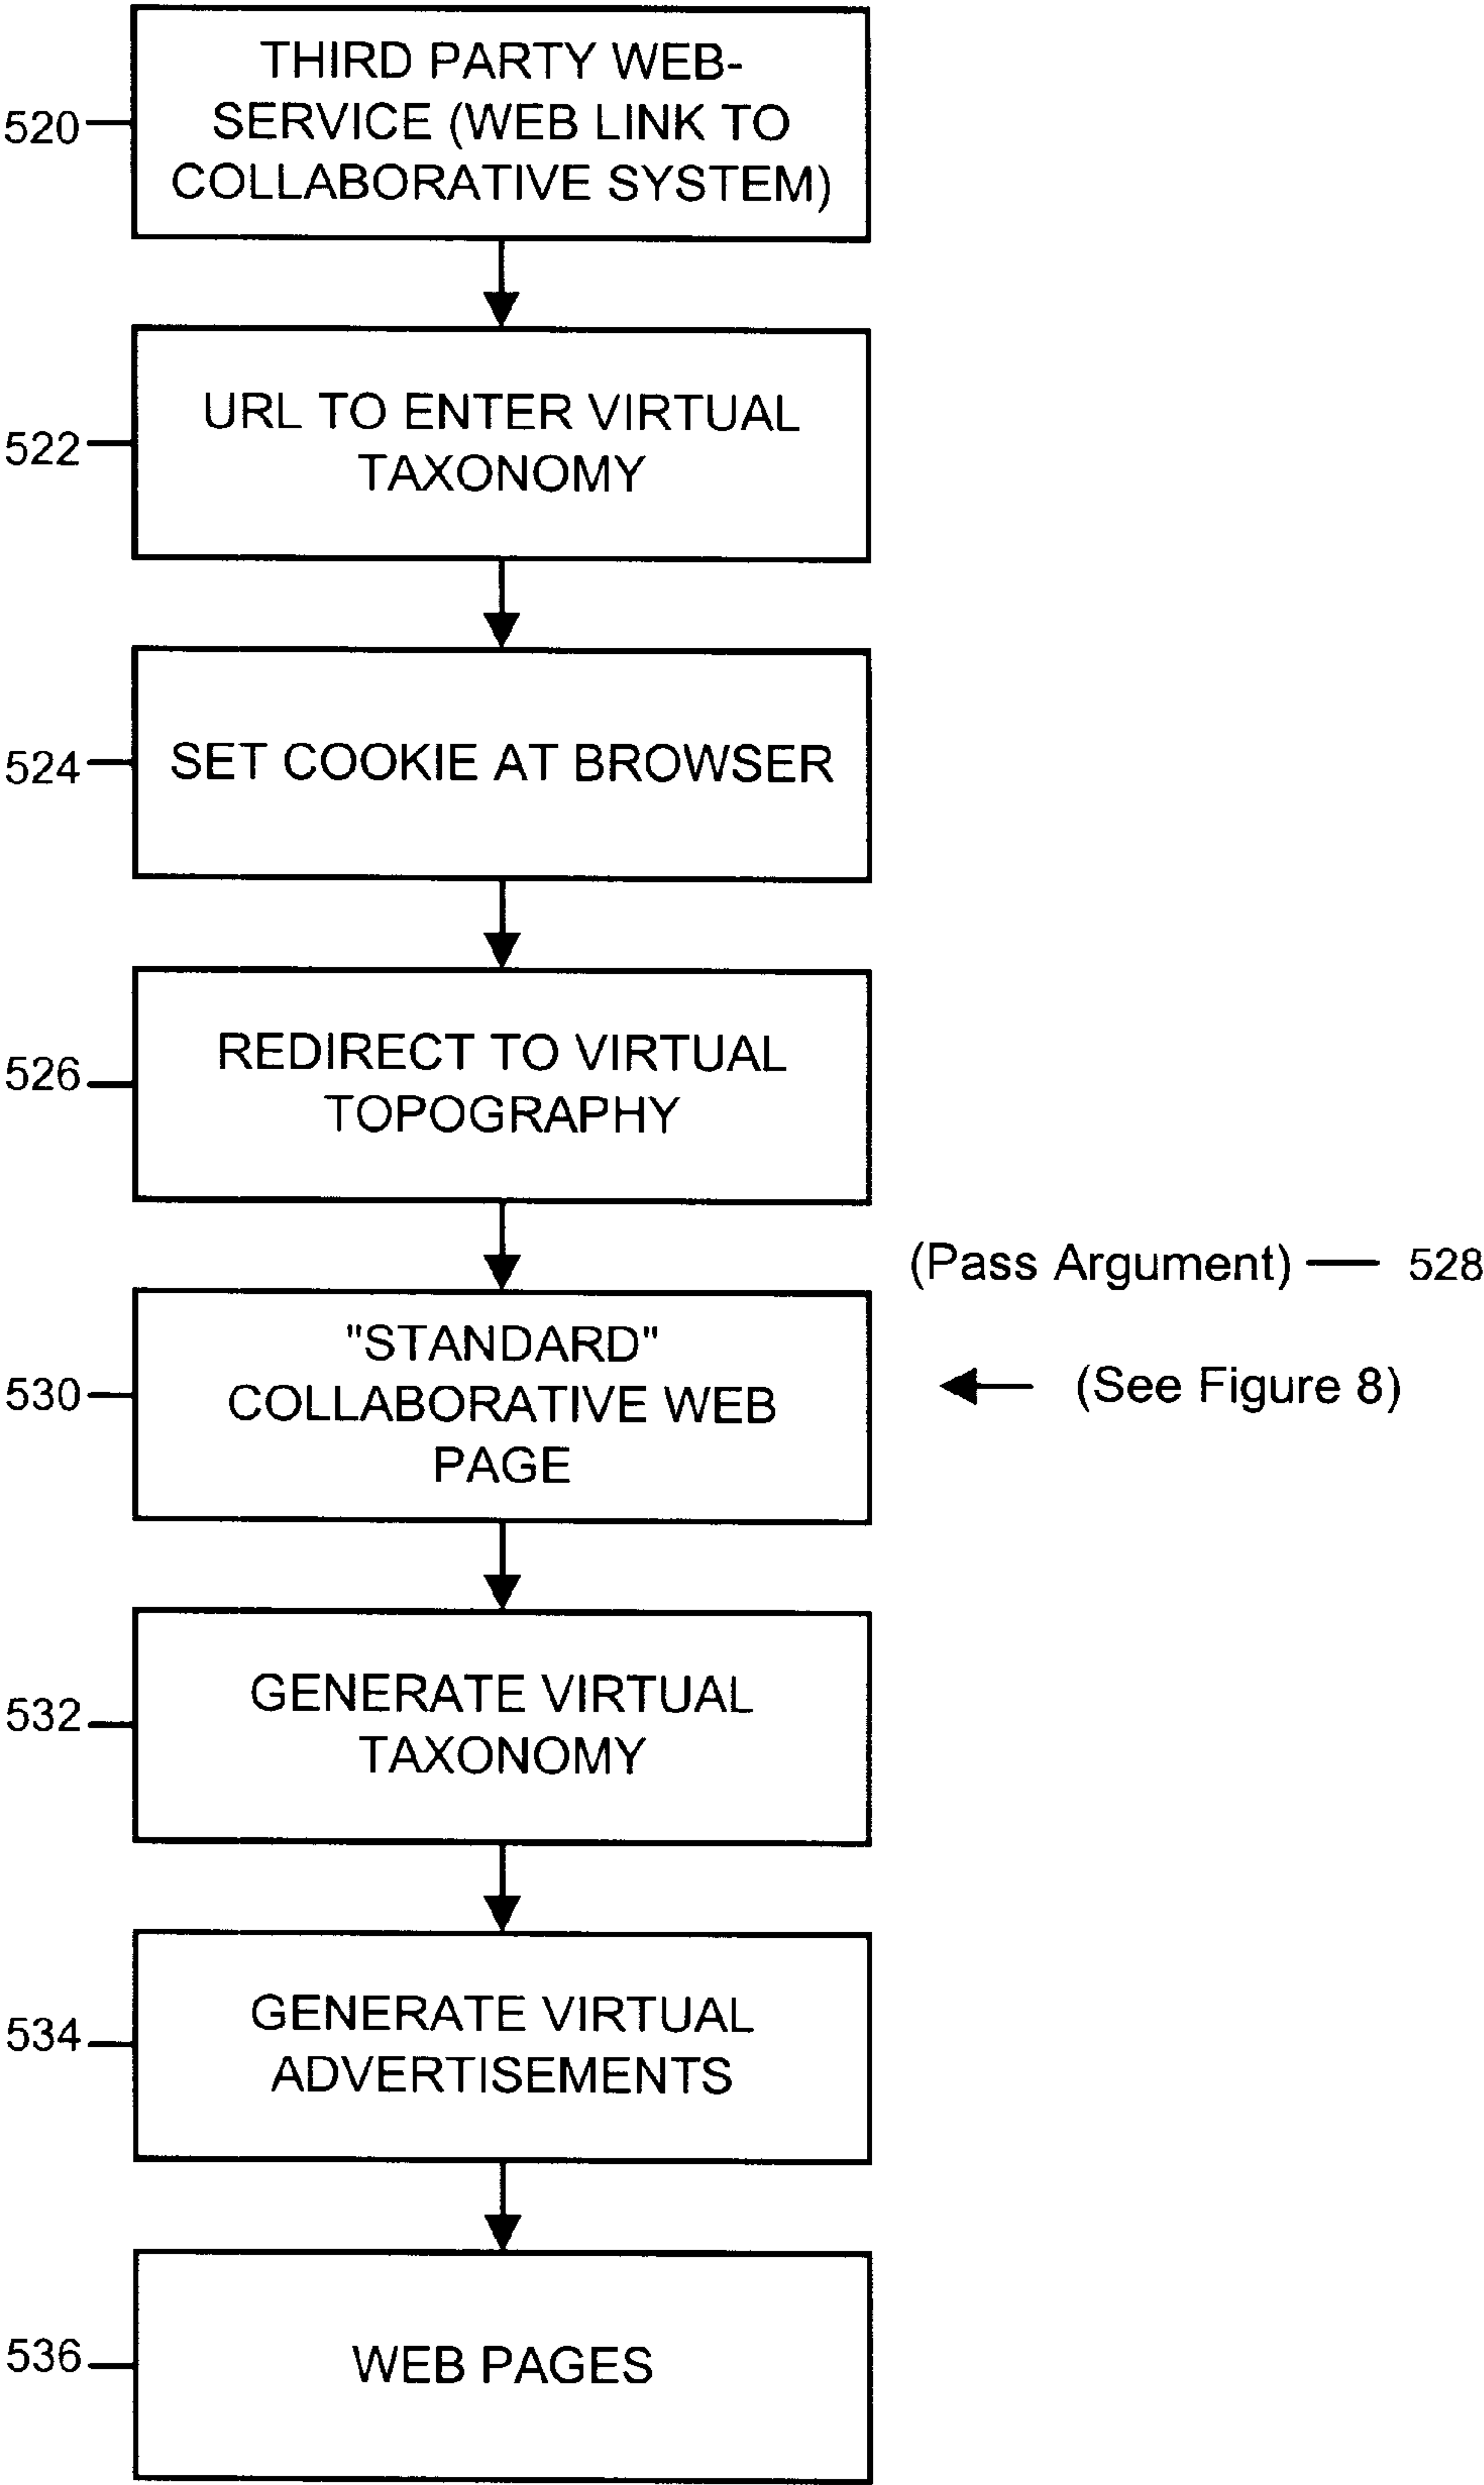 THIRD PARTY WEB-
520
SERVICE (WEB LINK TO
COLLABORATIVE SYSTEM)
522
URL TO ENTER VIRTUAL
TAXONOMY
524
SET COOKIE AT BROWSER
526
REDIRECT TO VIRTUAL
TOPOGRAPHY
(Pass Argument)
528
530
"STANDARD"
COLLABORATIVE WEB
PAGE
(See Figure 8)
532
GENERATE VIRTUAL
TAXONOMY
534
GENERATE VIRTUAL
ADVERTISEMENTS
536
WEB PAGES